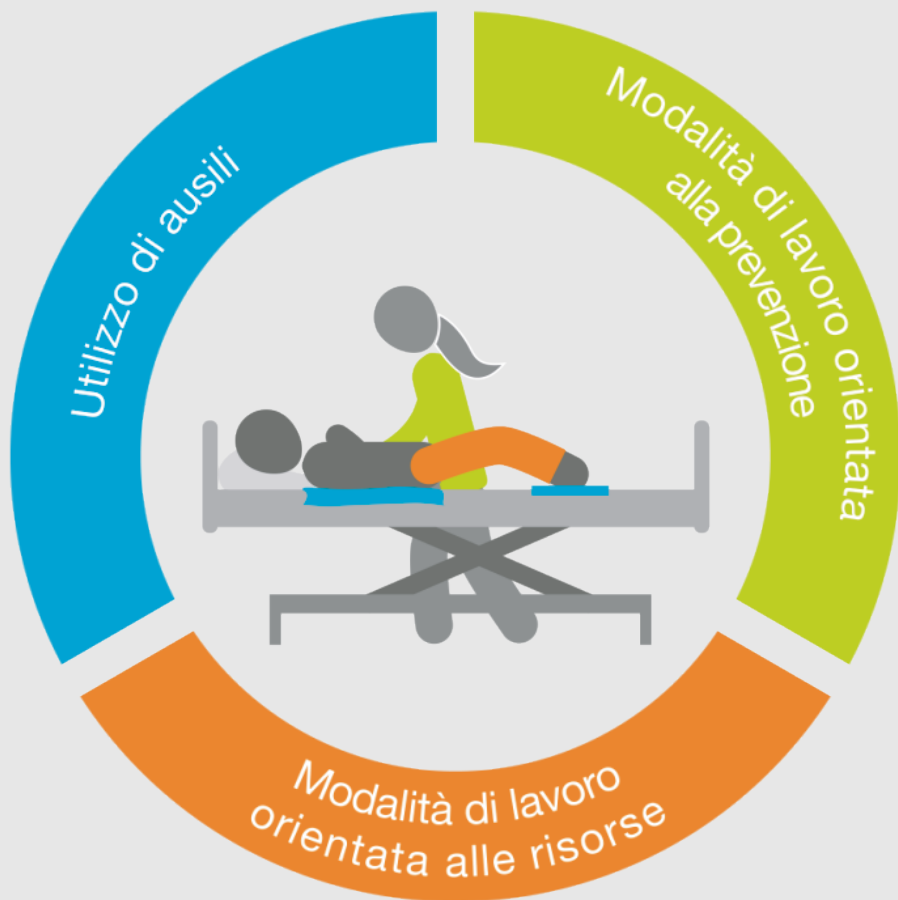 Utilizzo di ausili
Modalità di lavoro orientata
alla prevenzione
Modalità di lavoro
orientata alle risorse